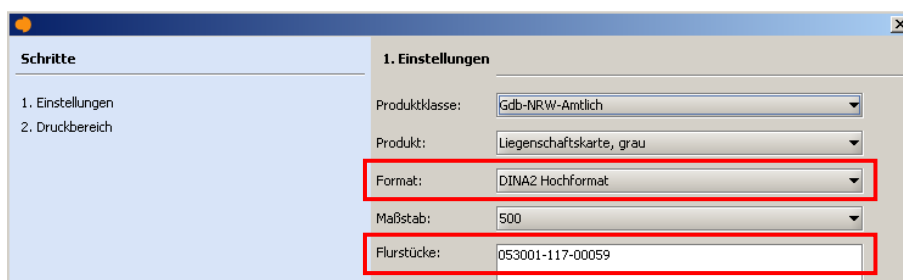 Schritte
1. Einstellungen
2. Druckbereich
1. Einstellungen
Produktklasse: Gdb-NRW-Amtlich
Produkt: Liegenschaftskarte, grau
Format: DINA2 Hochformat
Maßstab: 500
Flurstücke: 053001-117-00059